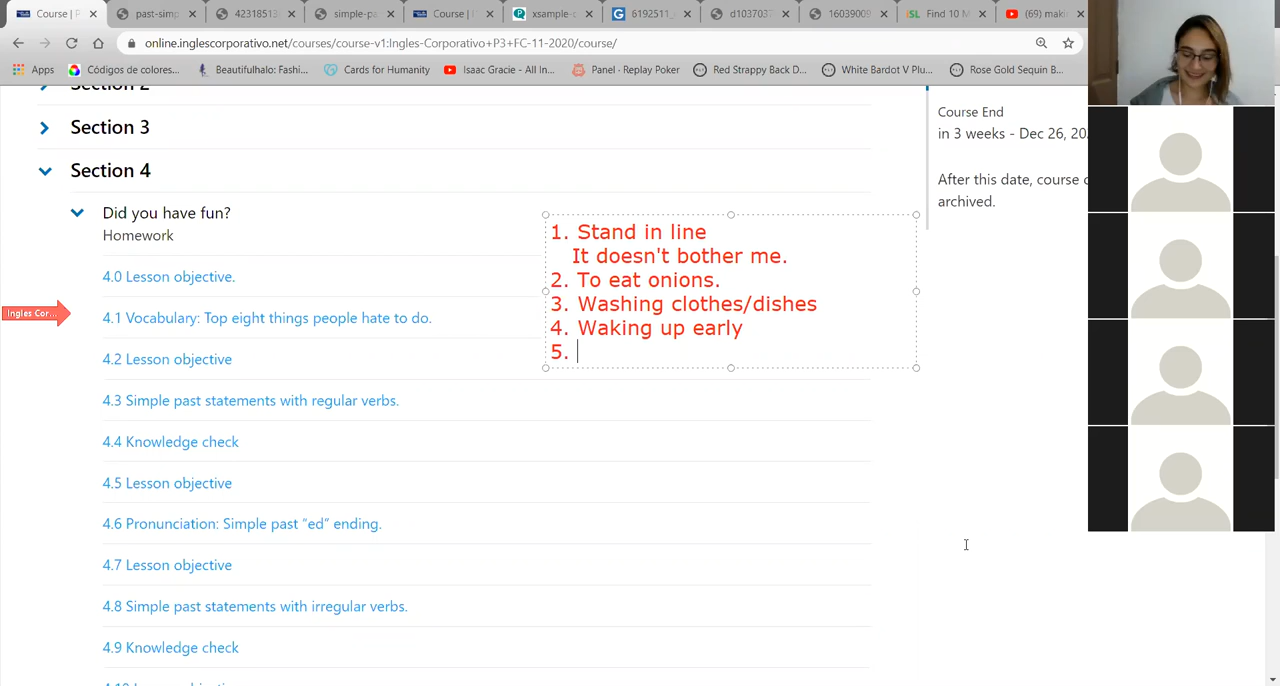 Course | P
past-simp
42318513
simple-pa
Course | [
xsample-c
6192511_
d1037037
16039009
Find 10 M
(69) maki
online.inglescorporativo.net/courses/course-v1:Ingles-Corporativo+P3+FC-11-2020/course/
Apps
Códigos de colores...
Beautifulhalo: Fashi...
Cards for Humanity
Isaac Gracie - All In...
Panel · Replay Poker
Red Strappy Back D...
White Bardot V Plu...
Rose Gold Sequin B...
Section 2
Section 3
Section 4
Did you have fun?
Homework
4.0 Lesson objective.
Ingles Cor...
4.1 Vocabulary: Top eight things people hate to do.
4.2 Lesson objective
4.3 Simple past statements with regular verbs.
4.4 Knowledge check
4.5 Lesson objective
4.6 Pronunciation: Simple past “ed” ending.
4.7 Lesson objective
4.8 Simple past statements with irregular verbs.
4.9 Knowledge check
1. Stand in line
It doesn't bother me.
2. To eat onions.
3. Washing clothes/dishes
4. Waking up early
5.
Course End
in 3 weeks - Dec 26, 20
After this date, course c
archived.